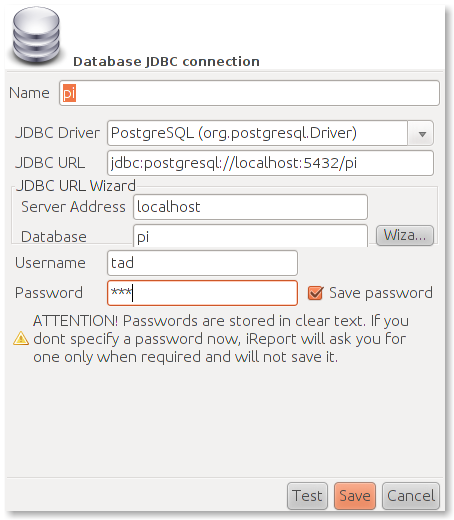 Database JDBC connection
Name pi
JDBC Driver PostgreSQL (org.postgresql.Driver)
JDBC URL jdbc:postgresql://localhost:5432/pi
JDBC URL Wizard
Server Address localhost
Database pi Wiza...
Username tad
Password *** Save password
ATTENTION! Passwords are stored in clear text. If you
dont specify a password now, iReport will ask you for
one only when required and will not save it.
Test Save Cancel